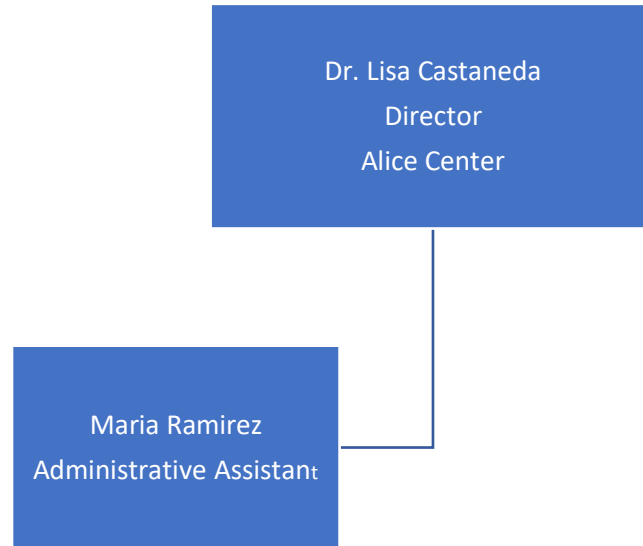 Dr. Lisa Castaneda
Director
Alice Center
Maria Ramirez
Administrative Assistant